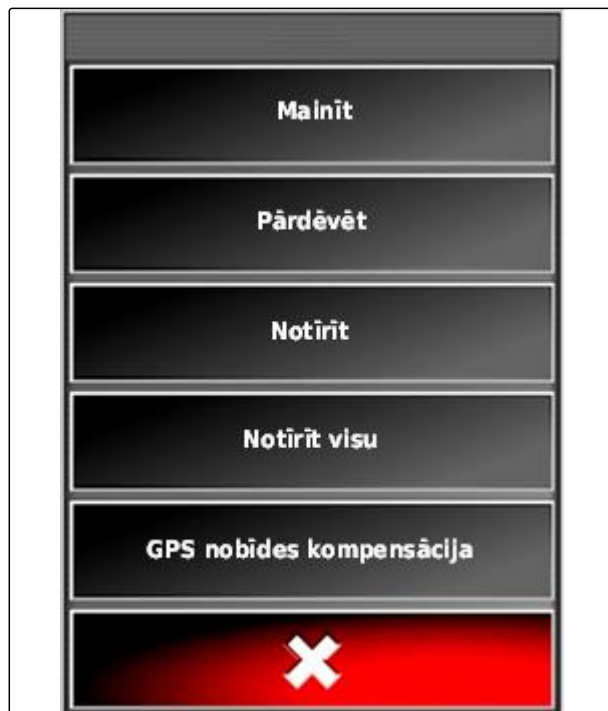 Mainīt
Pārdēvēt
Notīrīt
Notīrīt visu
GPS nobīdes kompensācija